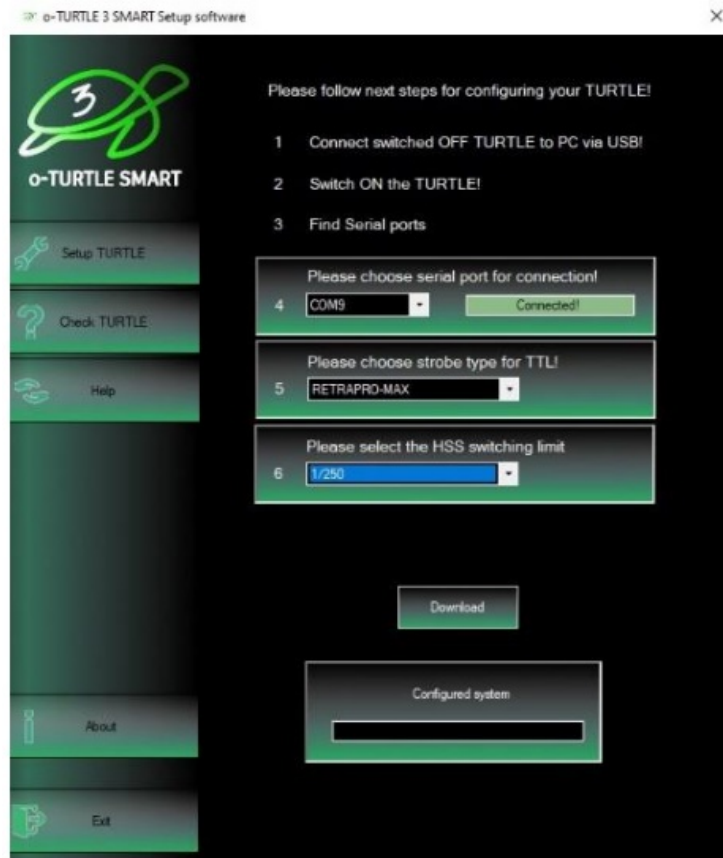 o-TURTLE 3 SMART Setup software
3
o-TURTLE SMART
Setup TURTLE
Check TURTLE
Help
About
Exit
Please follow next steps for configuring your TURTLE!
1 Connect switched OFF TURTLE to PC via USB!
2 Switch ON the TURTLE!
3 Find Serial ports
Please choose serial port for connection!
4 COM9 Connected!
Please choose strobe type for TTL!
5 RETRAPRO-MAX
Please select the HSS switching limit
6 1/250
Download
Configured system